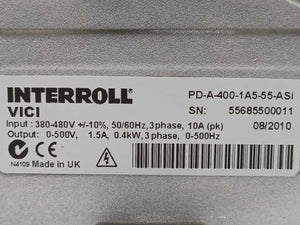 INTERROLL®
PD-A-400-1A5-55-ASi
VICI
SN: 55685500011
Input : 380-480V +/-10%, 50/60Hz, 3phase, 10A (pk)
08/2010
Output : 0-500V, 1.5A, 0.4kW, 3 phase, 0-500Hz
CE Made in UK
N4109